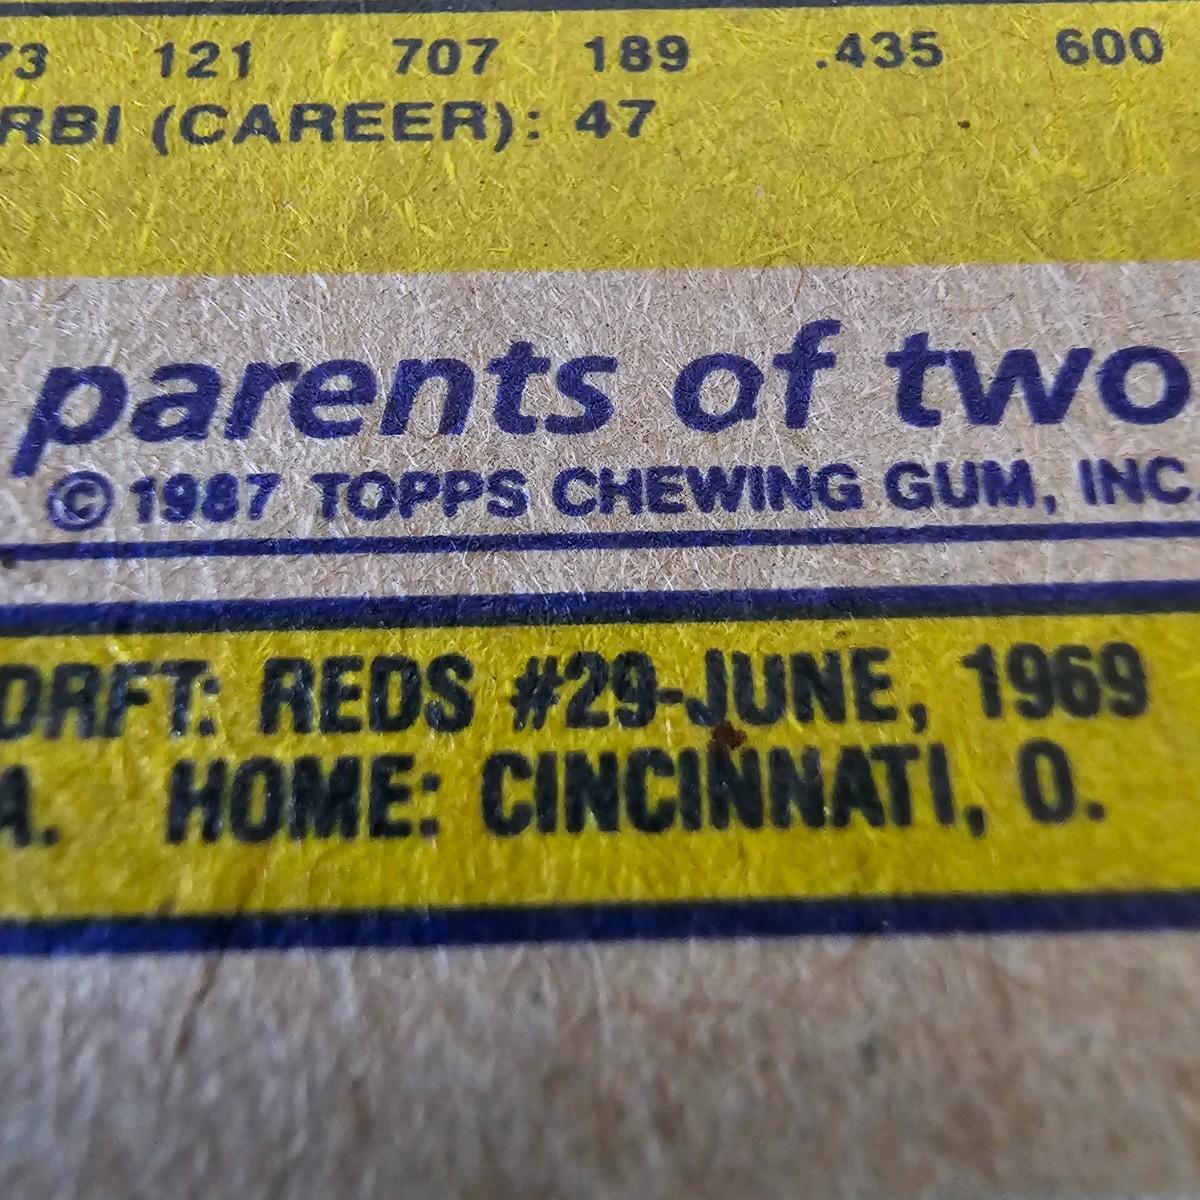 73 121 707 189 .435 600
RBI (CAREER): 47
parents of two
© 1987 TOPPS CHEWING GUM, INC.
DRFT: REDS #29-JUNE, 1969
A. HOME: CINCINNATI, O.